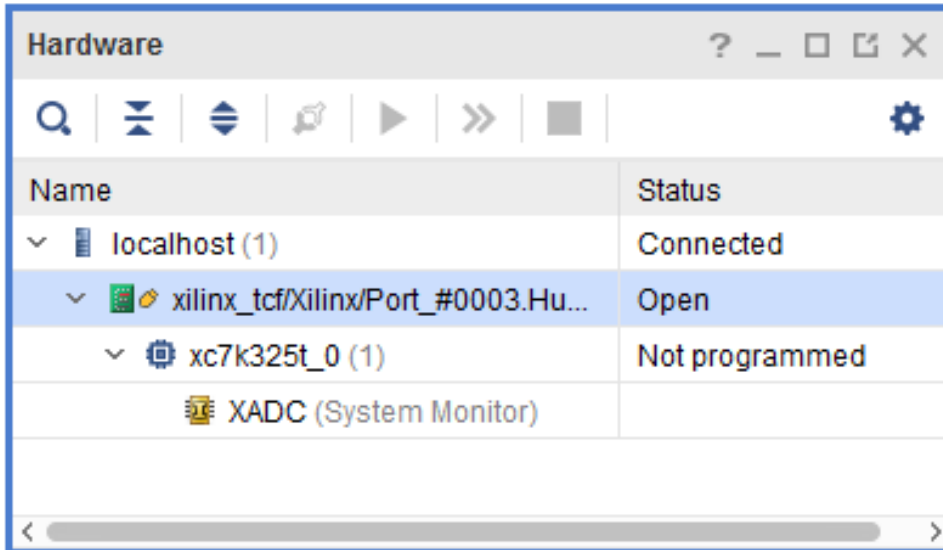 Hardware
Name Status
localhost (1) Connected
xilinx_tcf/Xilinx/Port_#0003.Hu... Open
xc7k325t_0 (1) Not programmed
XADC (System Monitor)